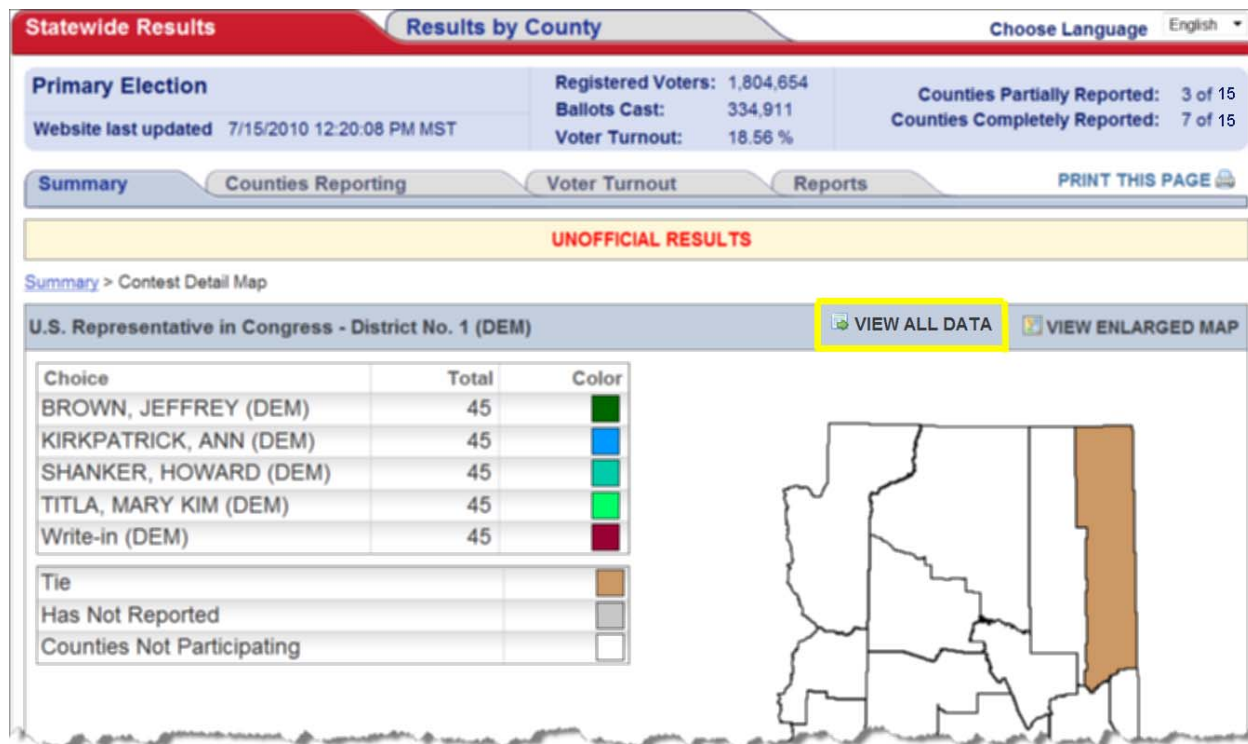 Statewide Results
Results by County
Choose Language English
Primary Election
Website last updated 7/15/2010 12:20:08 PM MST
Registered Voters: 1,804,654
Ballots Cast: 334,911
Voter Turnout: 18.56 %
Counties Partially Reported: 3 of 15
Counties Completely Reported: 7 of 15
Summary
Counties Reporting
Voter Turnout
Reports
PRINT THIS PAGE
UNOFFICIAL RESULTS
Summary > Contest Detail Map
U.S. Representative in Congress - District No. 1 (DEM)
VIEW ALL DATA
VIEW ENLARGED MAP
Choice Total Color
BROWN, JEFFREY (DEM) 45
KIRKPATRICK, ANN (DEM) 45
SHANKER, HOWARD (DEM) 45
TITLA, MARY KIM (DEM) 45
Write-in (DEM) 45
Tie
Has Not Reported
Counties Not Participating